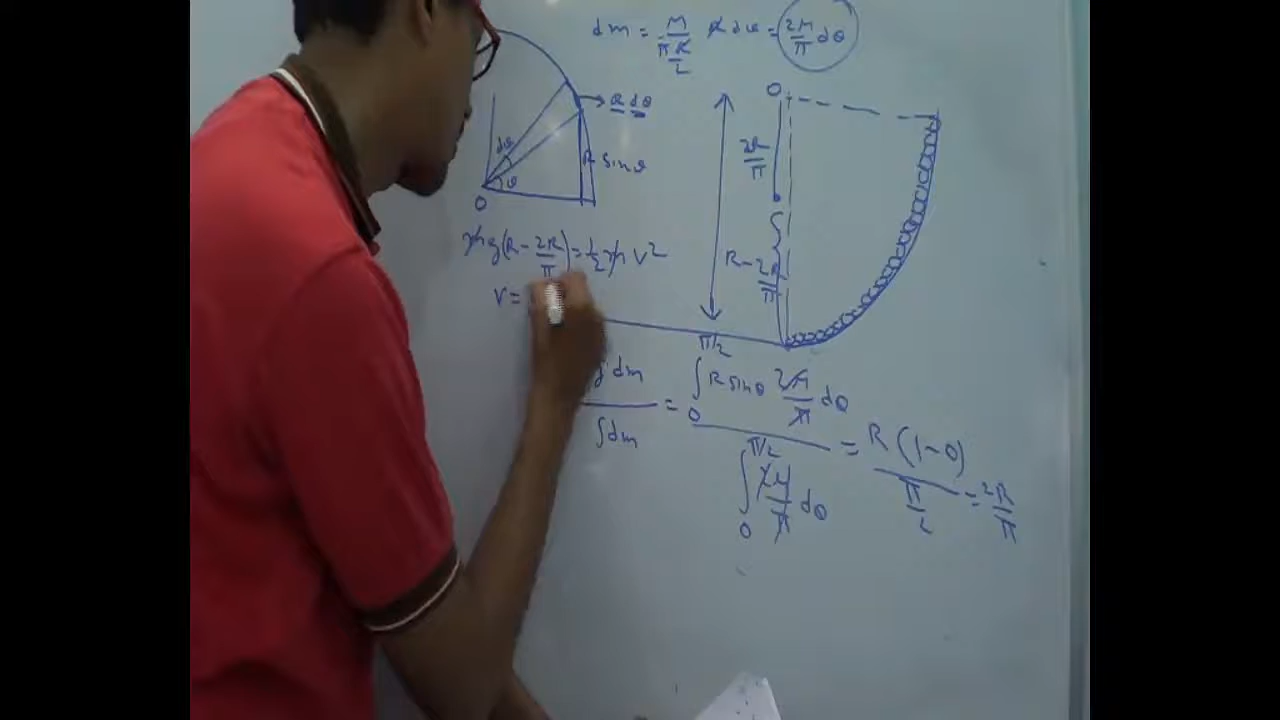 dm = M/(πR/2) R dθ = 2M/π dθ
R dθ
dθ
θ
R sinθ
O
mg(R - 2R/π) = 1/2 m v²
v =
O
2R/π
R - 2R/π
dm / ∫dm = ∫₀^(π/2) R sinθ 2M/π dθ / ∫₀^(π/2) 2M/π dθ = R(1-0) / (π/2) = 2R/π